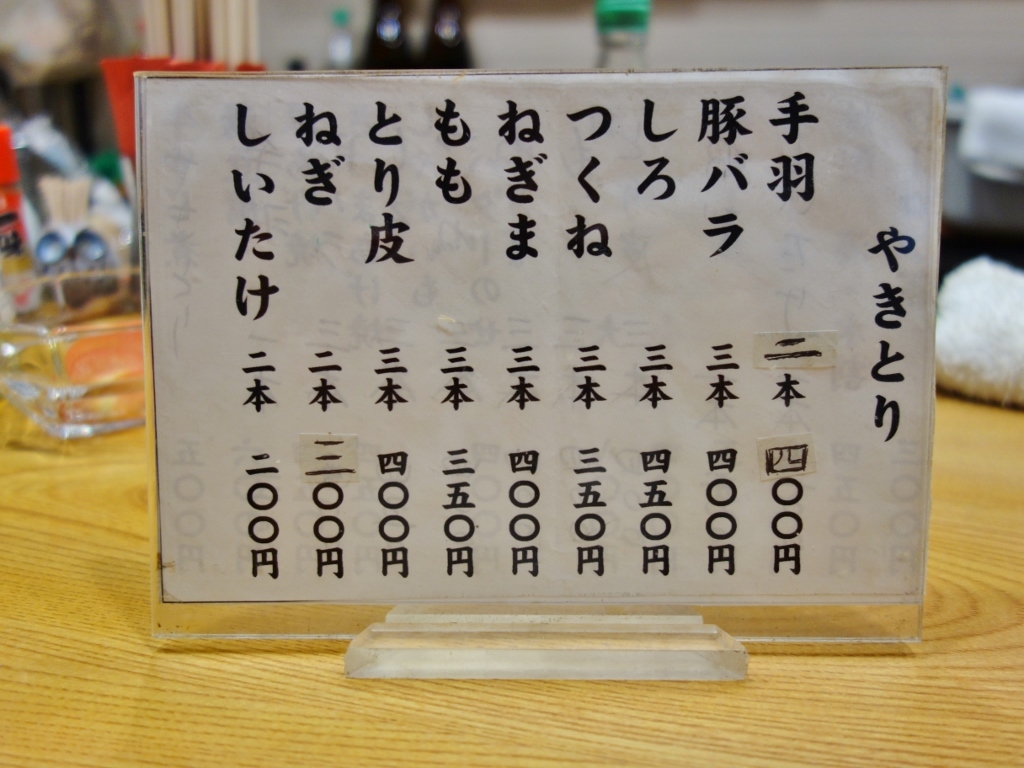 やきとり
手羽 二本 四〇〇円
豚バラ 三本 四〇〇円
しろ 三本 四五〇円
つくね 三本 三五〇円
ねぎま 三本 四〇〇円
もも 三本 三五〇円
とり皮 三本 四〇〇円
ねぎ 二本 三〇〇円
しいたけ 二本 二〇〇円